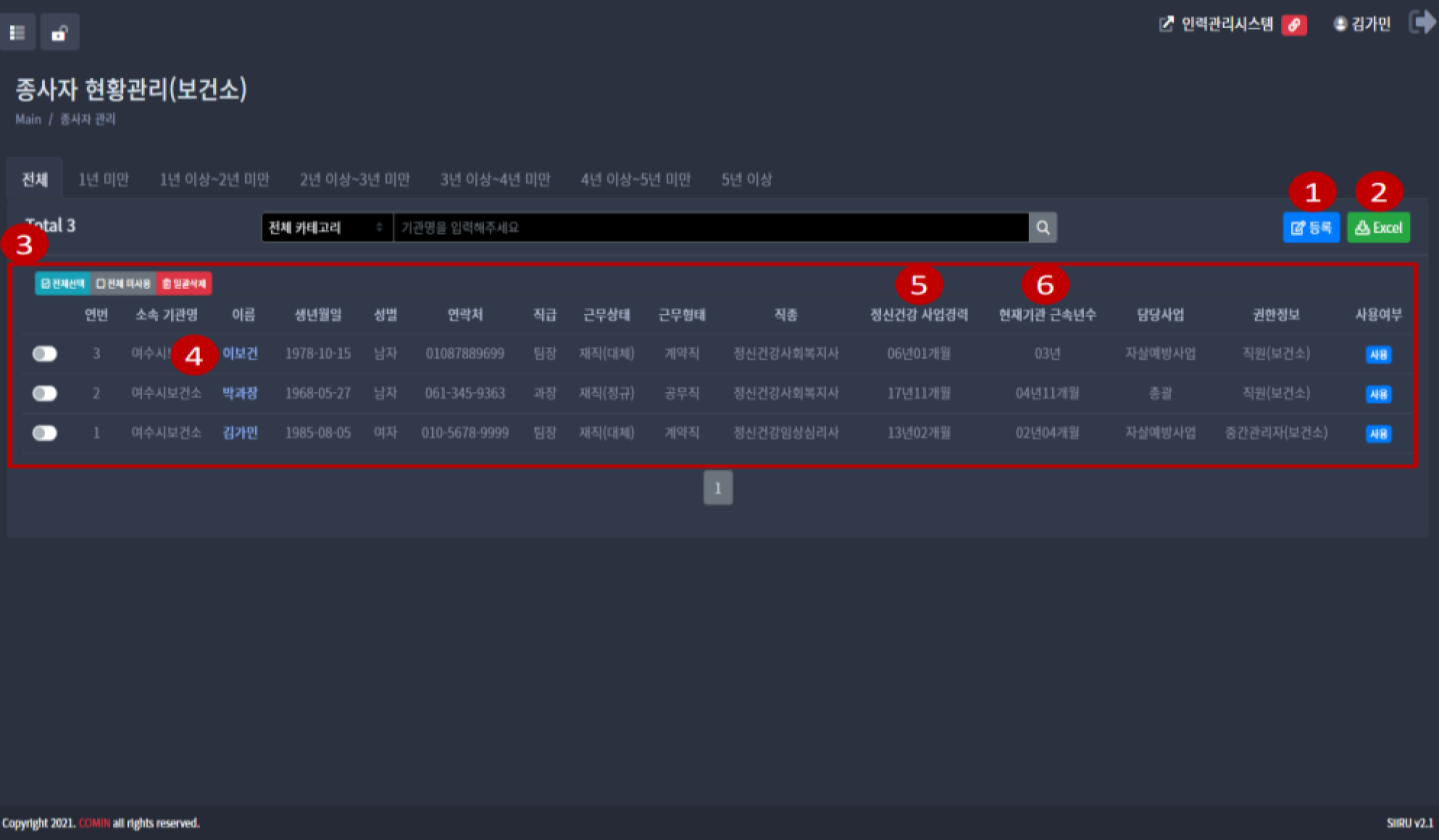 인력관리시스템 김가민
종사자 현황관리(보건소)
Main / 종사자 관리
전체 1년 미만 1년 이상~2년 미만 2년 이상~3년 미만 3년 이상~4년 미만 4년 이상~5년 미만 5년 이상
1 2
Total 3 전체 카테고리 기관명을 입력해주세요 등록 Excel
3
전체선택 전체 미사용 일괄삭제
5 6
연번 소속 기관명 이름 생년월일 성별 연락처 직급 근무상태 근무형태 직종 정신건강 사업경력 현재기관 근속년수 담당사업 권한정보 사용여부
3 여수시 4 이보건 1978-10-15 남자 01087889699 팀장 재직(대체) 계약직 정신건강사회복지사 06년01개월 03년 자살예방사업 직원(보건소) 사용
2 여수시보건소 박과장 1968-05-27 남자 061-345-9363 과장 재직(정규) 공무직 정신건강사회복지사 17년11개월 04년11개월 총괄 직원(보건소) 사용
1 여수시보건소 김가민 1985-08-05 여자 010-5678-9999 팀장 재직(대체) 계약직 정신건강임상심리사 13년02개월 02년04개월 자살예방사업 중간관리자(보건소) 사용
1
Copyright 2021. COMIN all rights reserved. SIIRU v2.1